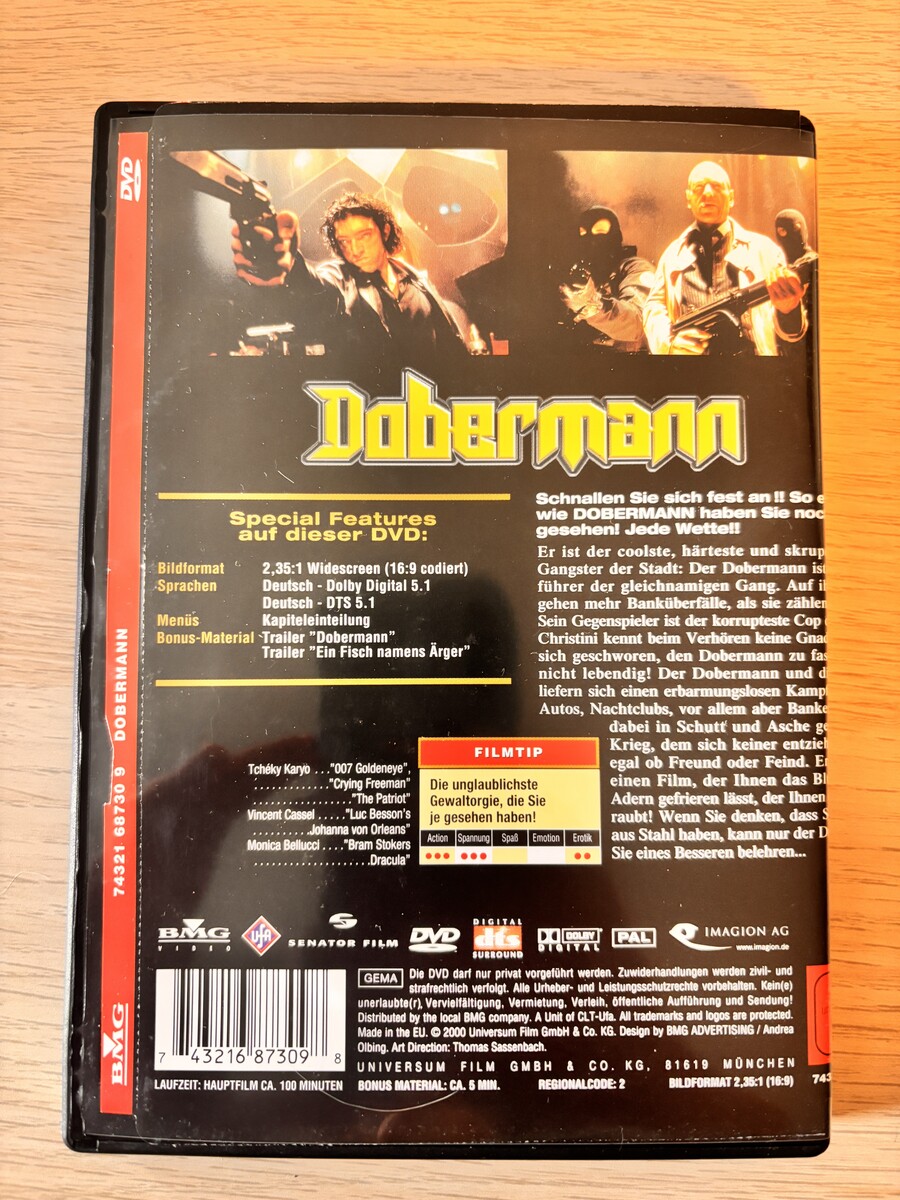 DVD
74321 68730 9 DOBERMANN
BMG
Dobermann
Special Features
auf dieser DVD:
Bildformat 2,35:1 Widescreen (16:9 codiert)
Sprachen Deutsch - Dolby Digital 5.1
Deutsch - DTS 5.1
Menüs Kapiteleinteilung
Bonus-Material Trailer "Dobermann"
Trailer "Ein Fisch namens Ärger"
Schnallen Sie sich fest an !! So
wie DOBERMANN haben Sie
gesehen! Jede Wette!!
Er ist der coolste, härteste und
Gangster der Stadt: Der Dobermann
führer der gleichnamigen Gang. Auf
gehen mehr Banküberfälle, als sie
Sein Gegenspieler ist der korrupteste Cop
Christini kennt beim Verhören keine
sich geschworen, den Dobermann zu
nicht lebendig! Der Dobermann und
liefern sich einen erbarmungslosen
Autos, Nachtclubs, vor allem aber
dabei in Schutt und Asche
Krieg, dem sich keiner
egal ob Freund oder Feind.
einen Film, der Ihnen das
Adern gefrieren lässt, der Ihnen
raubt! Wenn Sie denken, dass
aus Stahl haben, kann nur der
Sie eines Besseren belehren...
Tchéky Karyo ..."007 Goldeneye",
............"Crying Freeman"
..................."The Patriot"
Vincent Cassel ....."Luc Besson's
..........Johanna von Orleans"
Monica Bellucci ...."Bram Stokers
......................Dracula"
FILMTIP
Die unglaublichste
Gewaltorgie, die Sie
je gesehen haben!
Action Spannung Spaß Emotion Erotik
BMG VIDEO
UFA
SENATOR FILM
DVD
DIGITAL dts SURROUND
DOLBY DIGITAL
PAL
IMAGION AG
www.imagion.de
GEMA Die DVD darf nur privat vorgeführt werden. Zuwiderhandlungen werden zivil- und
strafrechtlich verfolgt. Alle Urheber- und Leistungsschutzrechte vorbehalten. Kein(e)
unerlaubte(r), Vervielfältigung, Vermietung, Verleih, öffentliche Aufführung und Sendung!
Distributed by the local BMG company. A Unit of CLT-Ufa. All trademarks and logos are protected.
Made in the EU. © 2000 Universum Film GmbH & Co. KG. Design by BMG ADVERTISING / Andrea
Olbing. Art Direction: Thomas Sassenbach.
UNIVERSUM FILM GMBH & CO. KG, 81619 MÜNCHEN
7 43216 87309 8
LAUFZEIT: HAUPTFILM CA. 100 MINUTEN BONUS MATERIAL: CA. 5 MIN. REGIONALCODE: 2 BILDFORMAT 2,35:1 (16:9)
743